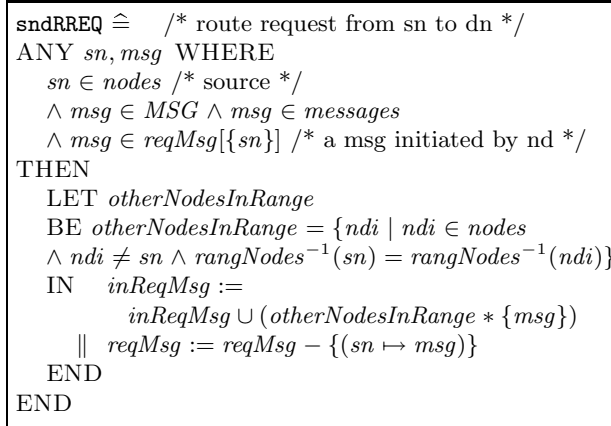 sndRREQ ≙ /* route request from sn to dn */
ANY sn, msg WHERE
sn ∈ nodes /* source */
∧ msg ∈ MSG ∧ msg ∈ messages
∧ msg ∈ reqMsg[{sn}] /* a msg initiated by nd */
THEN
LET otherNodesInRange
BE otherNodesInRange = {ndi | ndi ∈ nodes
∧ ndi ≠ sn ∧ rangNodes⁻¹(sn) = rangNodes⁻¹(ndi)}
IN inReqMsg :=
inReqMsg ∪ (otherNodesInRange ∗ {msg})
∥ reqMsg := reqMsg − {(sn ↦ msg)}
END
END